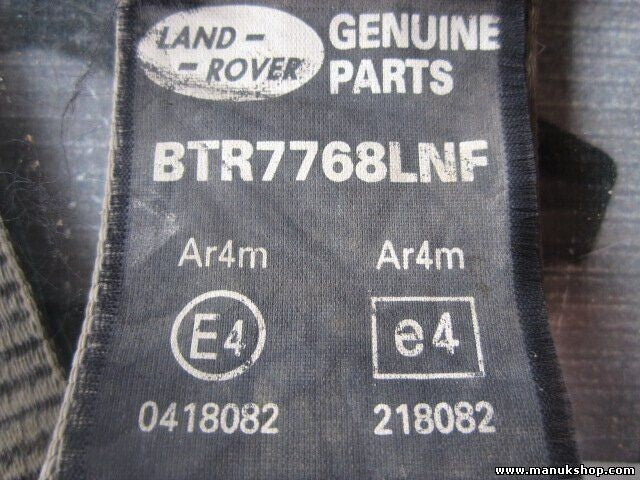 LAND-
-ROVER
GENUINE
PARTS
BTR7768LNF
Ar4m
Ar4m
E4
e4
0418082
218082
www.manukshop.com